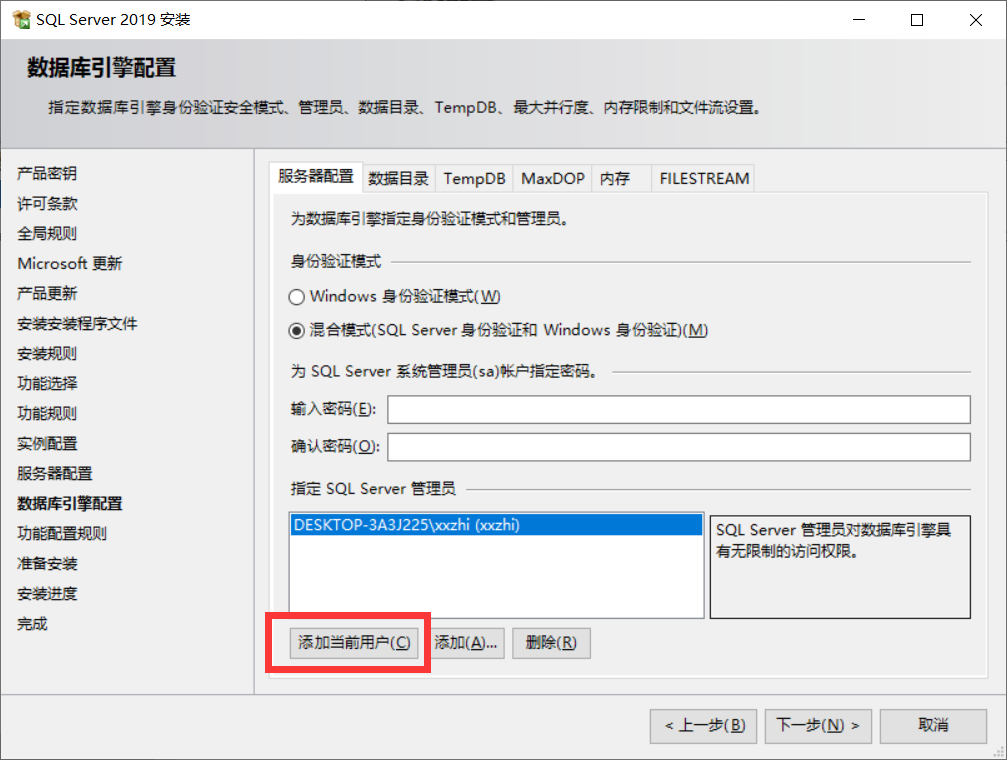 SQL Server 2019 安装
数据库引擎配置
指定数据库引擎身份验证安全模式、管理员、数据目录、TempDB、最大并行度、内存限制和文件流设置。
产品密钥
许可条款
全局规则
Microsoft 更新
产品更新
安装安装程序文件
安装规则
功能选择
功能规则
实例配置
服务器配置
数据库引擎配置
功能配置规则
准备安装
安装进度
完成
服务器配置 数据目录 TempDB MaxDOP 内存 FILESTREAM
为数据库引擎指定身份验证模式和管理员。
身份验证模式
Windows 身份验证模式(W)
混合模式(SQL Server 身份验证和 Windows 身份验证)(M)
为 SQL Server 系统管理员(sa)帐户指定密码。
输入密码(E):
确认密码(O):
指定 SQL Server 管理员
DESKTOP-3A3J225\xxzhi (xxzhi)
SQL Server 管理员对数据库引擎具
有无限制的访问权限。
添加当前用户(C) 添加(A)... 删除(R)
< 上一步(B) 下一步(N) > 取消